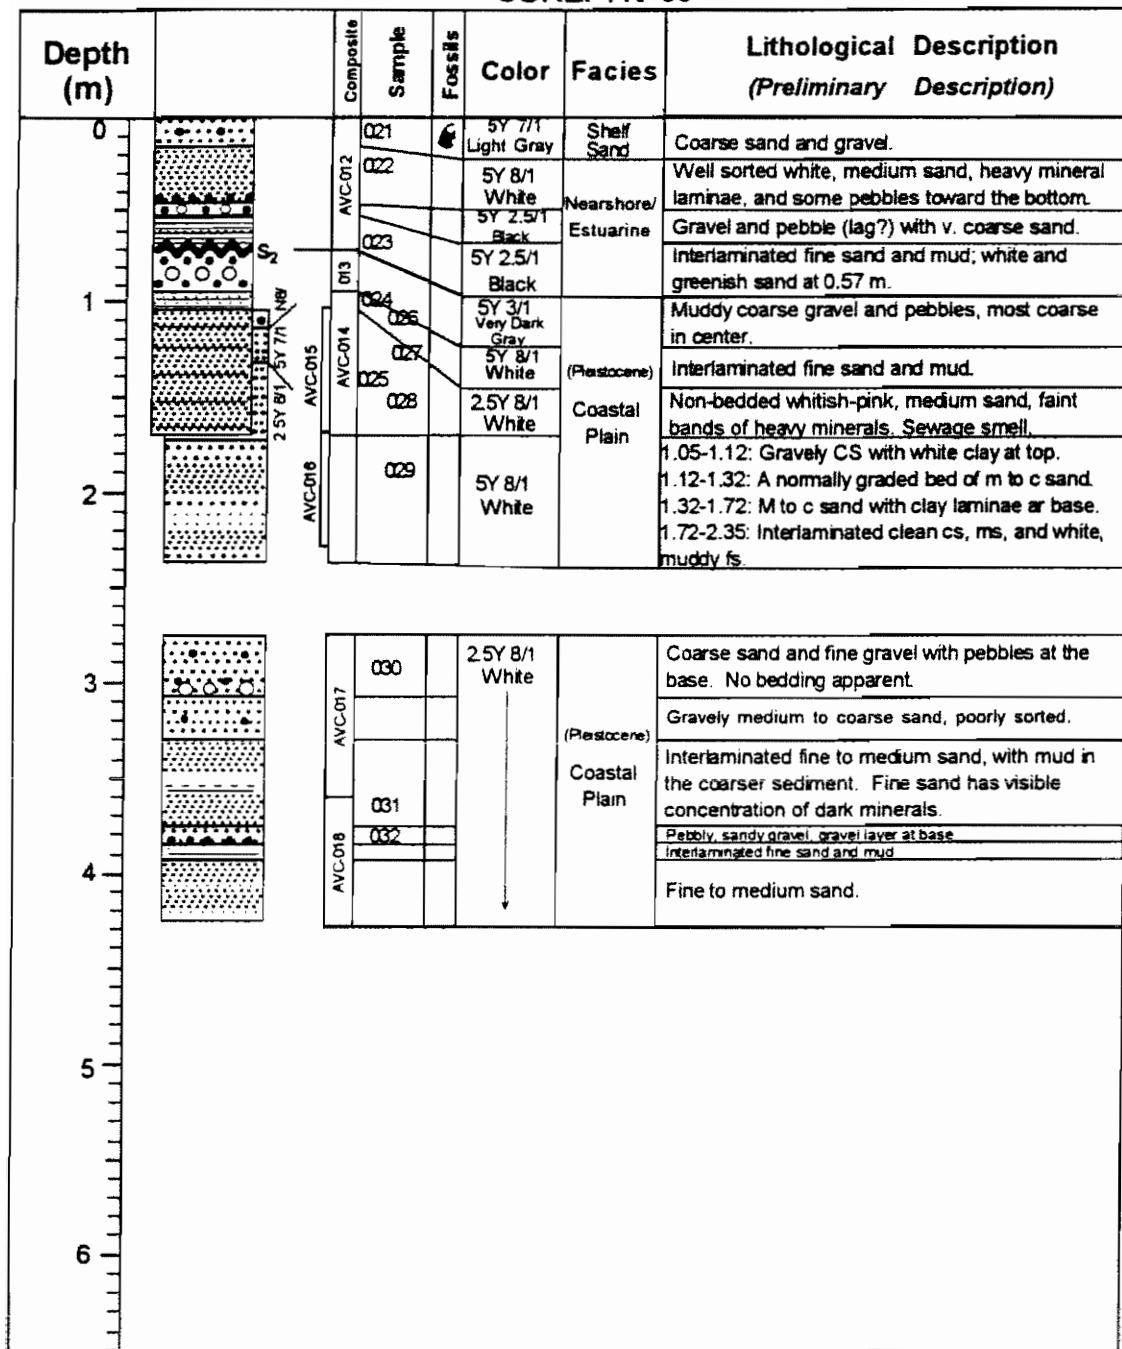 Depth (m)
Composite
Sample
Fossils
Color
Facies
Lithological Description
(Preliminary Description)
0
1
2
3
4
5
6
S2
N8/
5Y 7/1
2.5Y 8/1
AVC-012
013
AVC-014
AVC-015
AVC-016
021
022
023
024
026
027
025
028
029
5Y 7/1
Light Gray
5Y 8/1
White
5Y 2.5/1
Black
5Y 2.5/1
Black
5Y 3/1
Very Dark
Gray
5Y 8/1
White
2.5Y 8/1
White
5Y 8/1
White
Shelf
Sand
Nearshore/
Estuarine
(Pleistocene)
Coastal
Plain
Coarse sand and gravel.
Well sorted white, medium sand, heavy mineral
laminae, and some pebbles toward the bottom.
Gravel and pebble (lag?) with v. coarse sand.
Interlaminated fine sand and mud; white and
greenish sand at 0.57 m.
Muddy coarse gravel and pebbles, most coarse
in center.
Interlaminated fine sand and mud.
Non-bedded whitish-pink, medium sand, faint
bands of heavy minerals. Sewage smell.
1.05-1.12: Gravely CS with white clay at top.
1.12-1.32: A normally graded bed of m to c sand.
1.32-1.72: M to c sand with clay laminae ar base.
1.72-2.35: Interlaminated clean cs, ms, and white,
muddy fs.
AVC-017
AVC-018
030
031
032
2.5Y 8/1
White
(Pleistocene)
Coastal
Plain
Coarse sand and fine gravel with pebbles at the
base. No bedding apparent.
Gravely medium to coarse sand, poorly sorted.
Interlaminated fine to medium sand, with mud in
the coarser sediment. Fine sand has visible
concentration of dark minerals.
Pebbly, sandy gravel, gravel layer at base
Interlaminated fine sand and mud
Fine to medium sand.